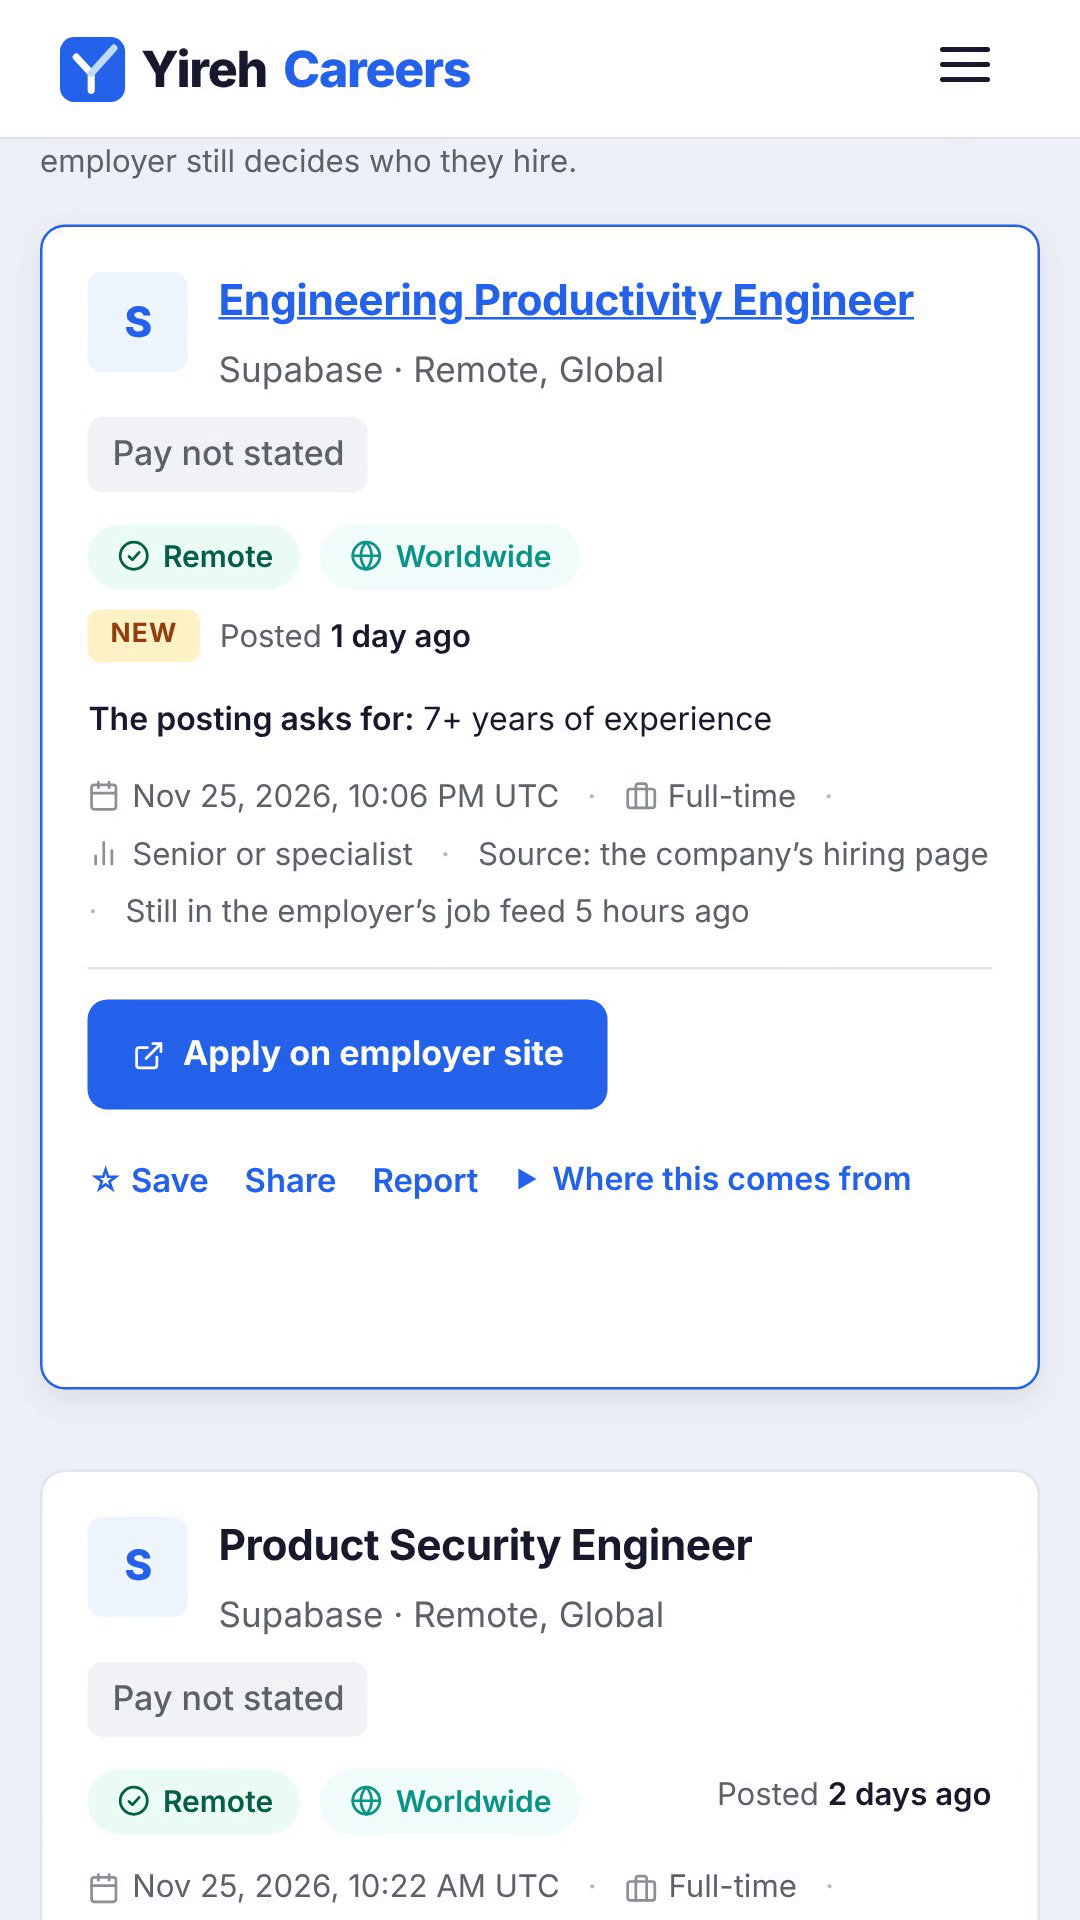 Yireh Careers
employer still decides who they hire.
S
Engineering Productivity Engineer
Supabase · Remote, Global
Pay not stated
Remote
Worldwide
NEW
Posted 1 day ago
The posting asks for: 7+ years of experience
Nov 25, 2026, 10:06 PM UTC · Full-time ·
Senior or specialist · Source: the company’s hiring page
· Still in the employer’s job feed 5 hours ago
Apply on employer site
☆ Save Share Report ▶ Where this comes from
S
Product Security Engineer
Supabase · Remote, Global
Pay not stated
Remote
Worldwide
Posted 2 days ago
Nov 25, 2026, 10:22 AM UTC · Full-time ·